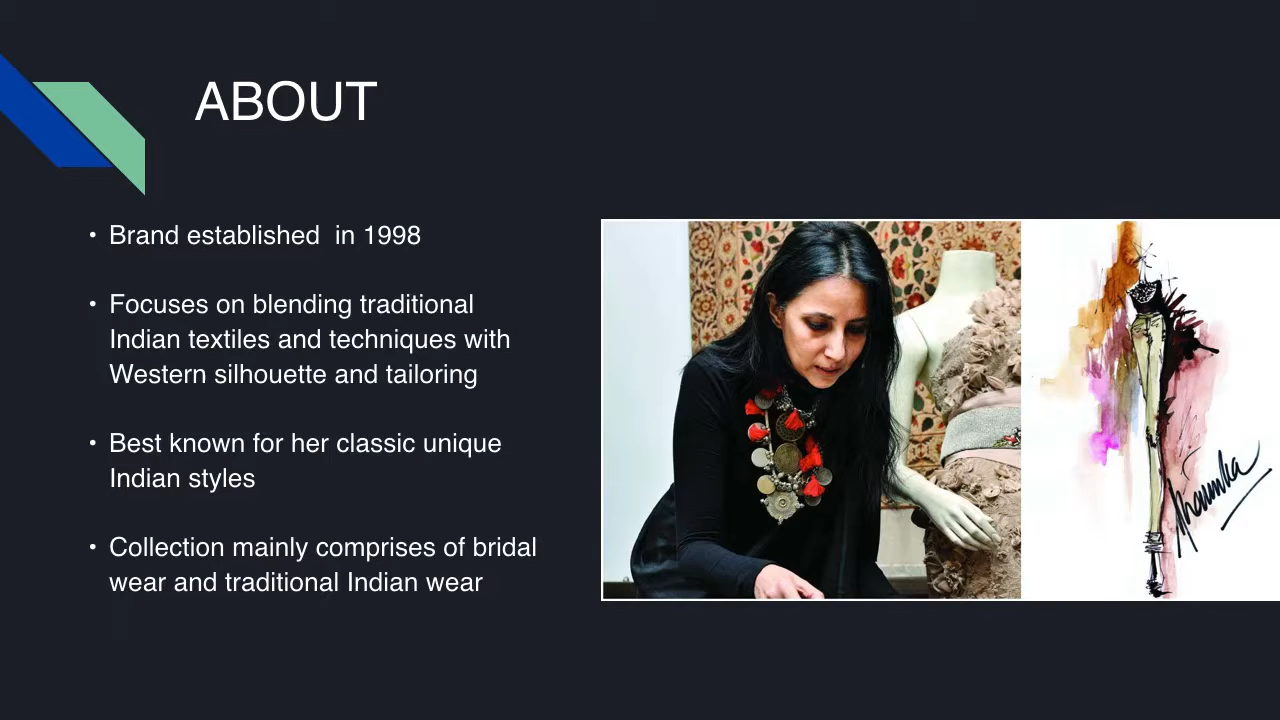 ABOUT
• Brand established  in 1998
• Focuses on blending traditional
Indian textiles and techniques with
Western silhouette and tailoring
• Best known for her classic unique
Indian styles
• Collection mainly comprises of bridal
wear and traditional Indian wear